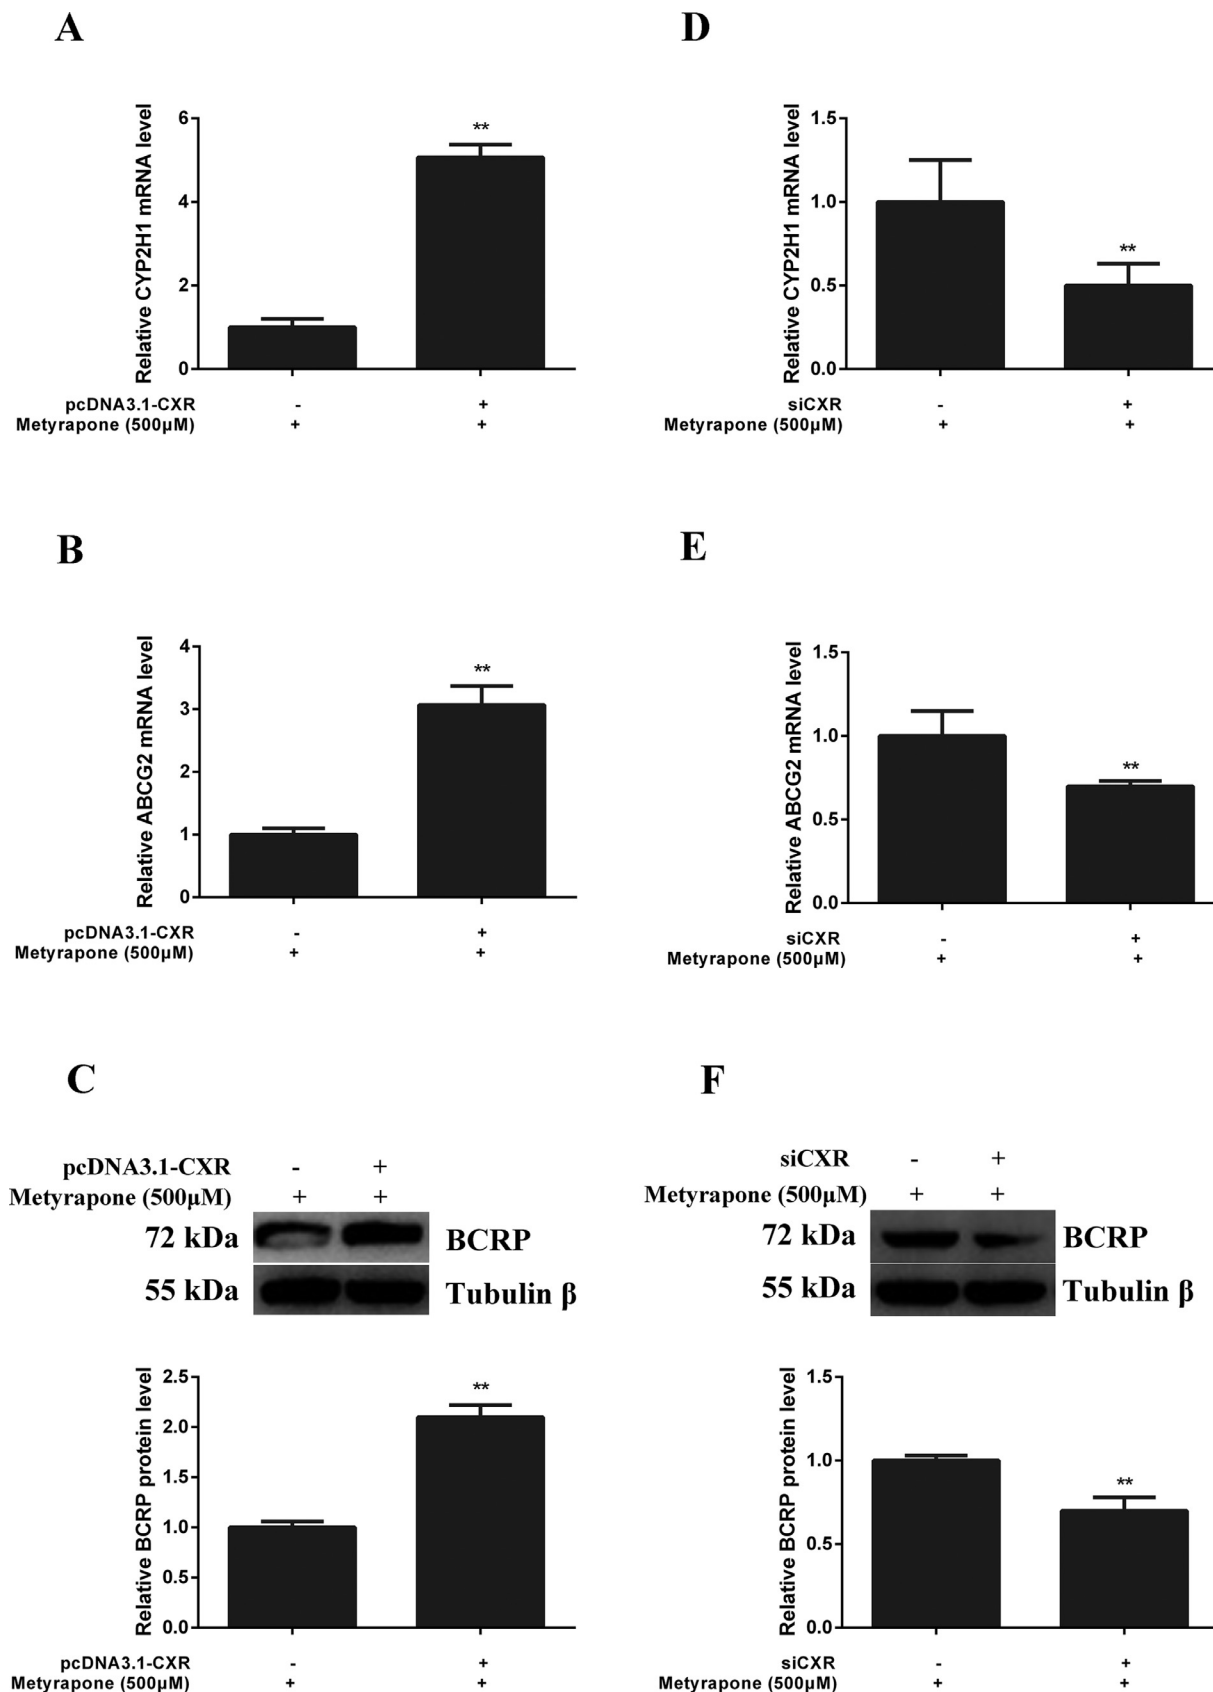 A
Relative CYP2H1 mRNA level
6
4
2
0
**
pcDNA3.1-CXR - +
Metyrapone (500μM) + +
D
Relative CYP2H1 mRNA level
1.5
1.0
0.5
0.0
**
siCXR - +
Metyrapone (500μM) + +
B
Relative ABCG2 mRNA level
4
3
2
1
0
**
pcDNA3.1-CXR - +
Metyrapone (500μM) + +
E
Relative ABCG2 mRNA level
1.5
1.0
0.5
0.0
**
siCXR - +
Metyrapone (500μM) + +
C
pcDNA3.1-CXR - +
Metyrapone (500μM) + +
72 kDa BCRP
55 kDa Tubulin β
Relative BCRP protein level
2.5
2.0
1.5
1.0
0.5
0.0
**
pcDNA3.1-CXR - +
Metyrapone (500μM) + +
F
siCXR - +
Metyrapone (500μM) + +
72 kDa BCRP
55 kDa Tubulin β
Relative BCRP protein level
1.5
1.0
0.5
0.0
**
siCXR - +
Metyrapone (500μM) + +